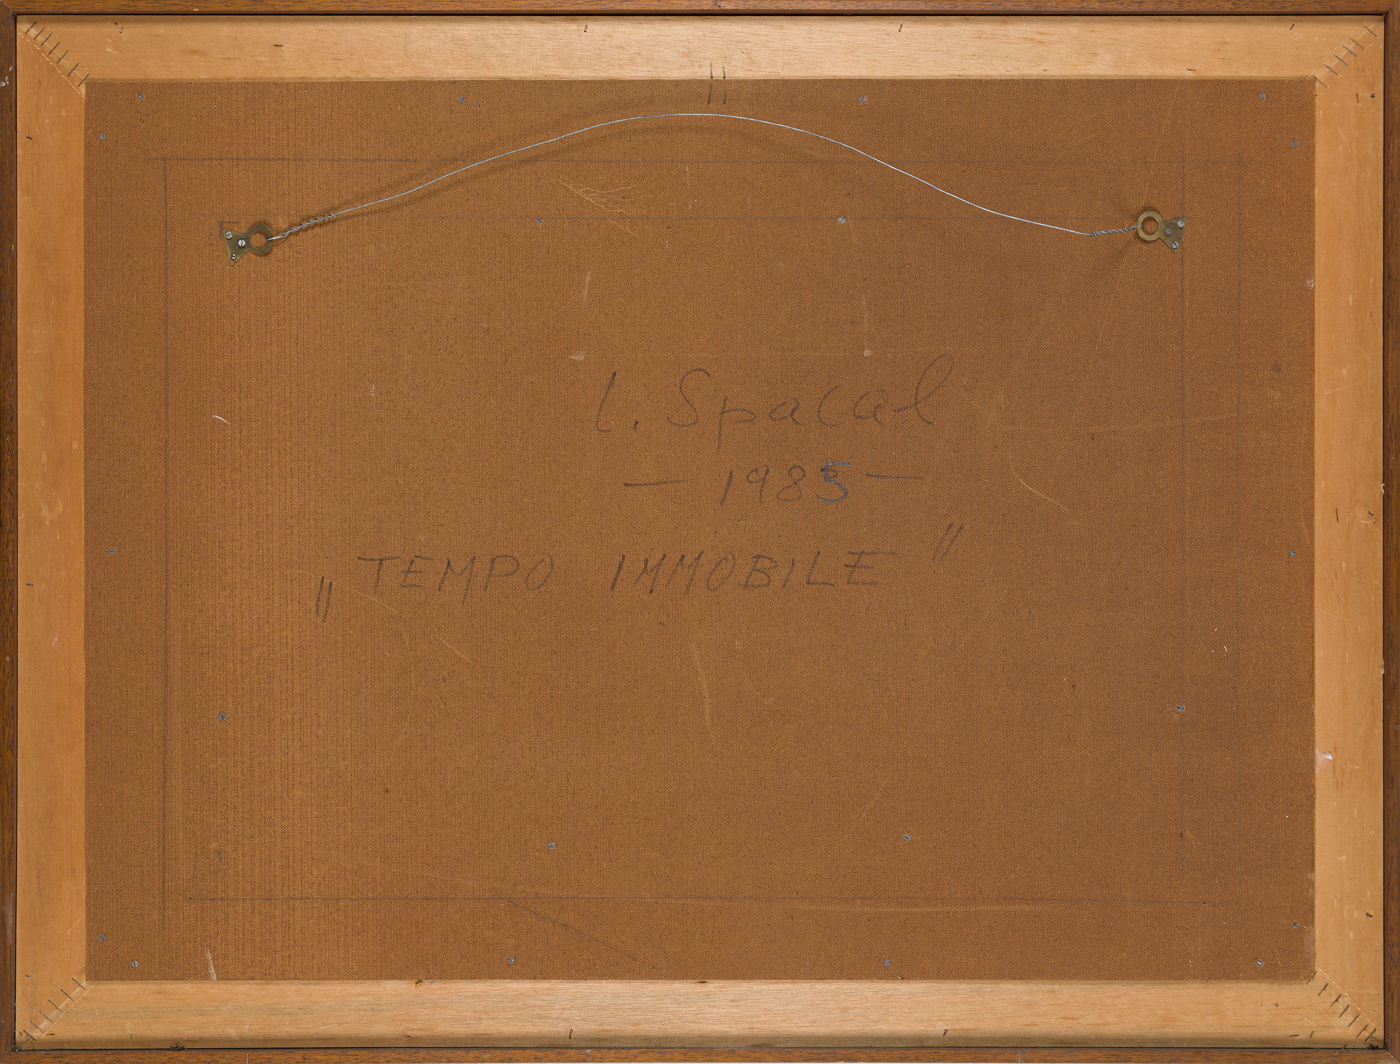 L. Spacal
— 1985 —
„TEMPO IMMOBILE"